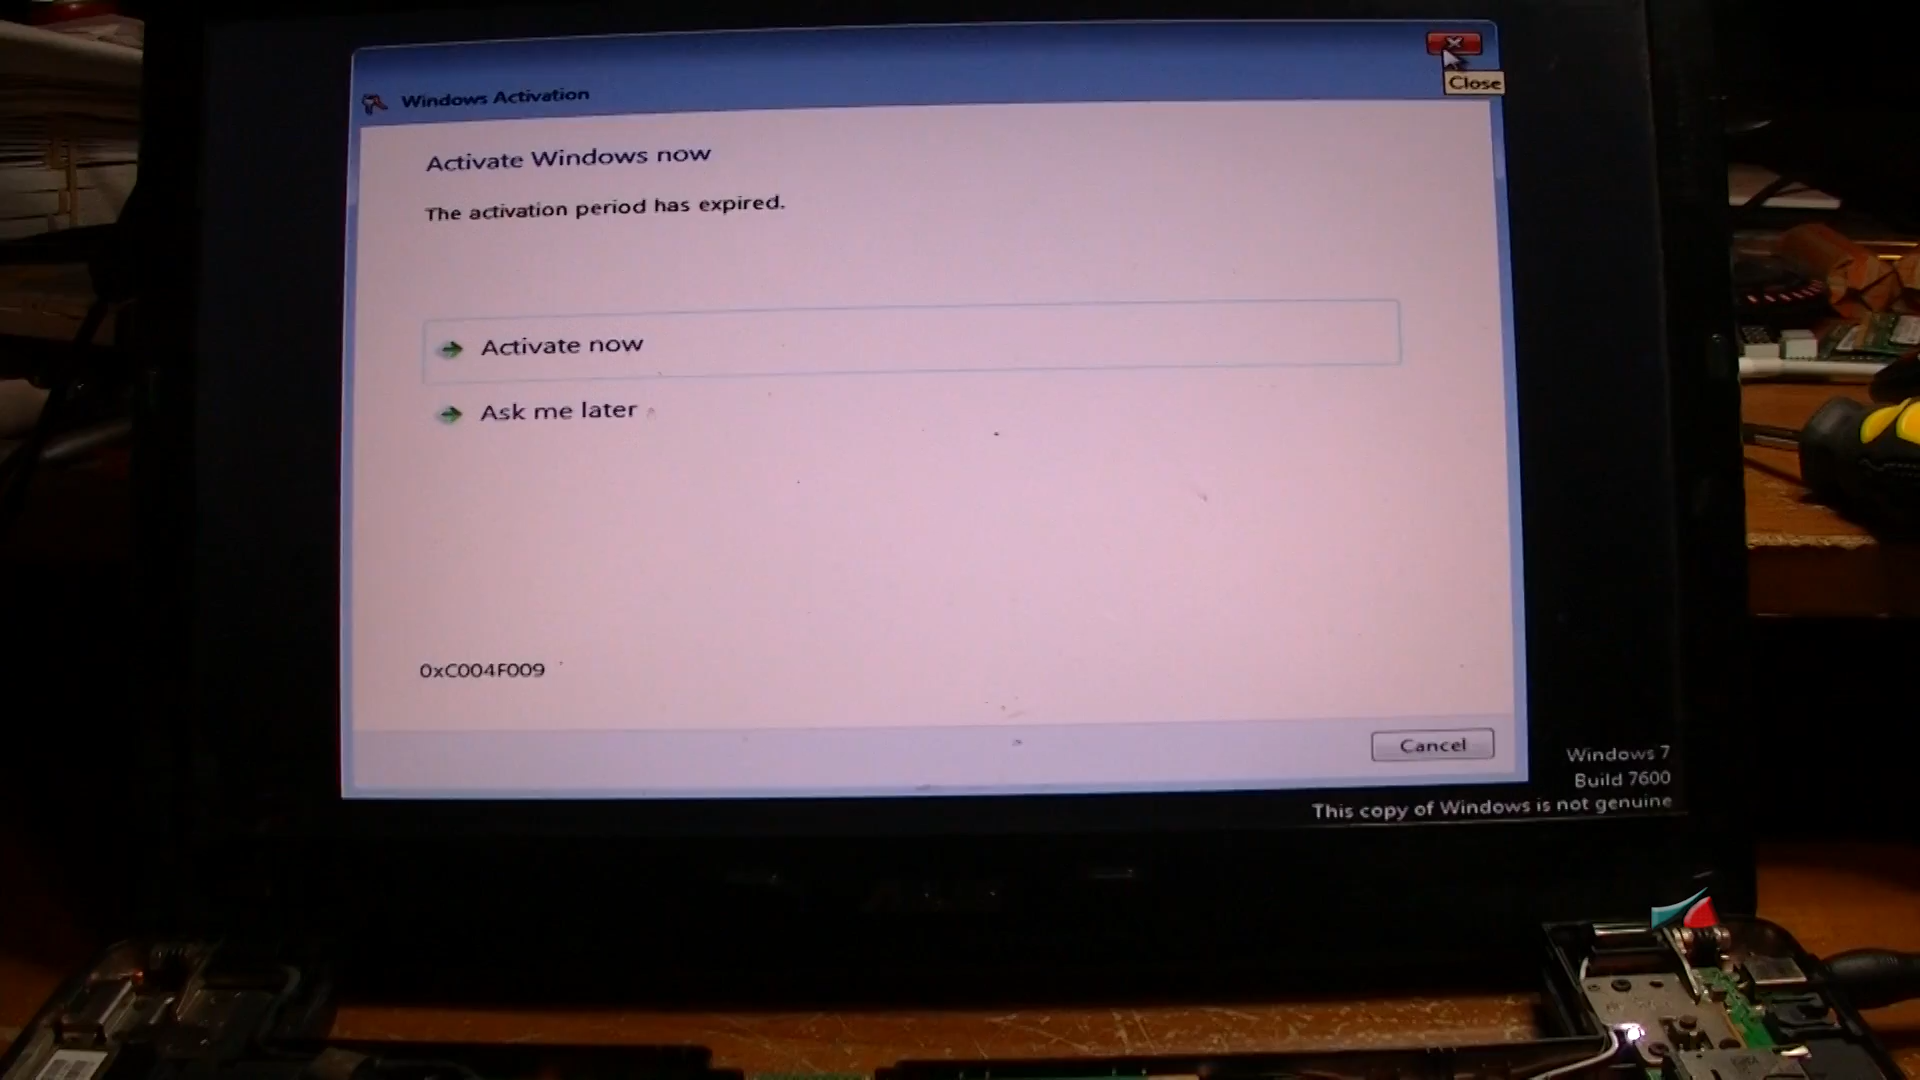 Close
Windows Activation
Activate Windows now
The activation period has expired.
Activate now
Ask me later
0xC004F009
Cancel
Windows 7
Build 7600
This copy of Windows is not genuine